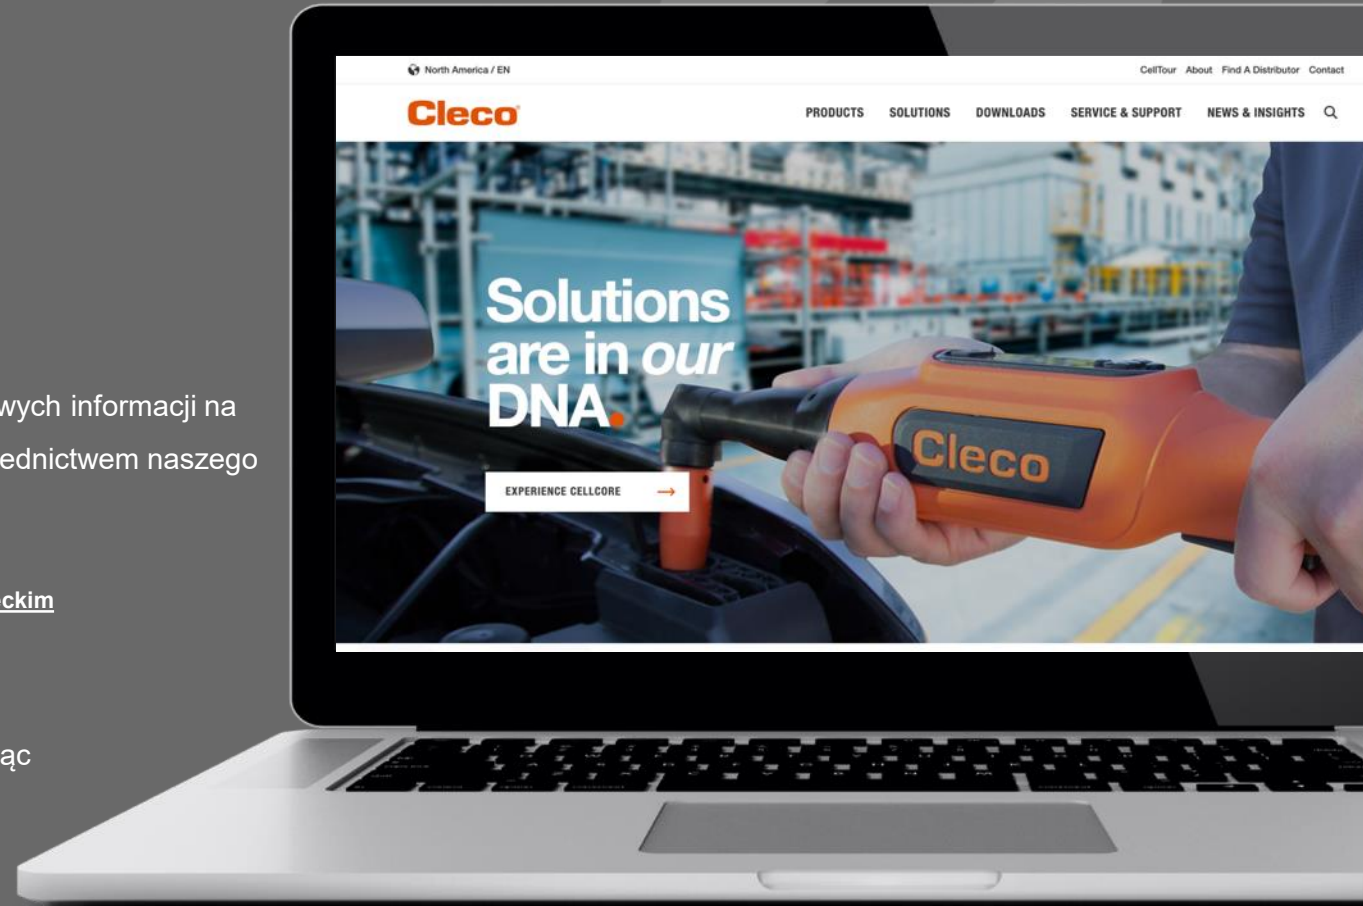 North America / EN
CellTour About Find A Distributor Contact
Cleco
PRODUCTS SOLUTIONS DOWNLOADS SERVICE & SUPPORT NEWS & INSIGHTS
Solutions
are in our
DNA.
EXPERIENCE CELLCORE
Cleco
wych informacji na
ednictwem naszego
eckim
ąc